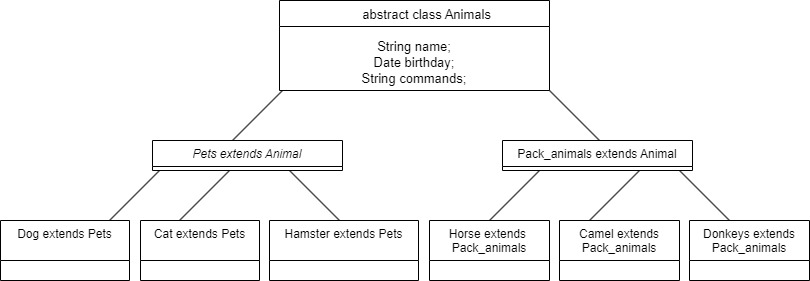 abstract class Animals
String name;
Date birthday;
String commands;
Pets extends Animal
Pack_animals extends Animal
Dog extends Pets
Cat extends Pets
Hamster extends Pets
Horse extends
Pack_animals
Camel extends
Pack_animals
Donkeys extends
Pack_animals